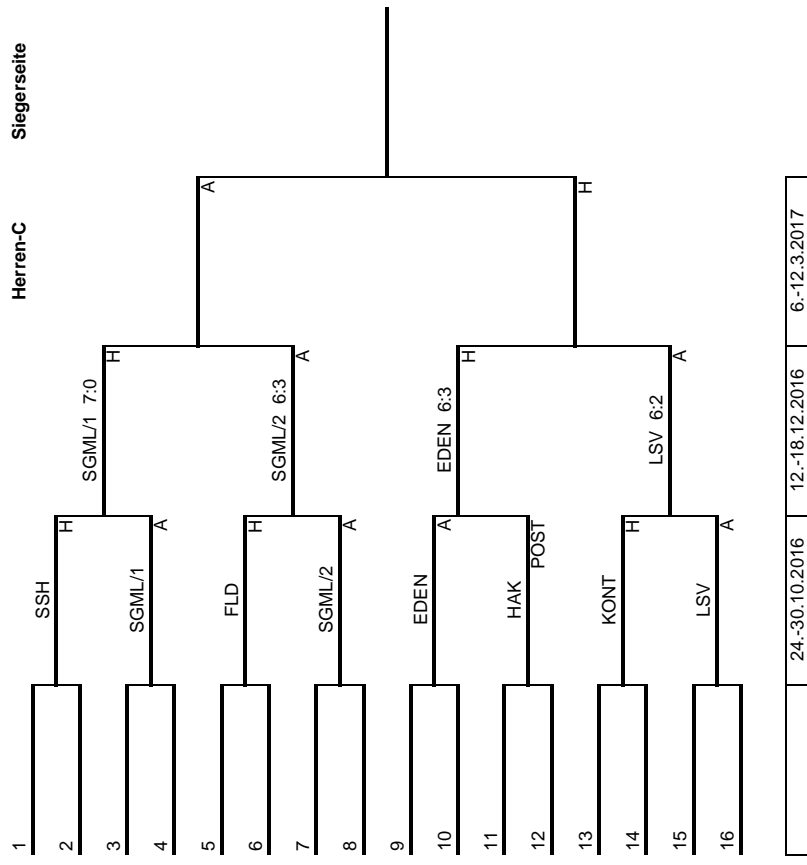 Herren-C
Siegerseite
1
2
3
4
5
6
7
8
9
10
11
12
13
14
15
16
SSH
H
SGML/1
A
FLD
H
SGML/2
A
EDEN
A
HAK
POST
KONT
H
LSV
A
SGML/1 7:0
H
SGML/2 6:3
A
EDEN 6:3
H
LSV 6:2
A
A
H
24.-30.10.2016
12.-18.12.2016
6.-12.3.2017